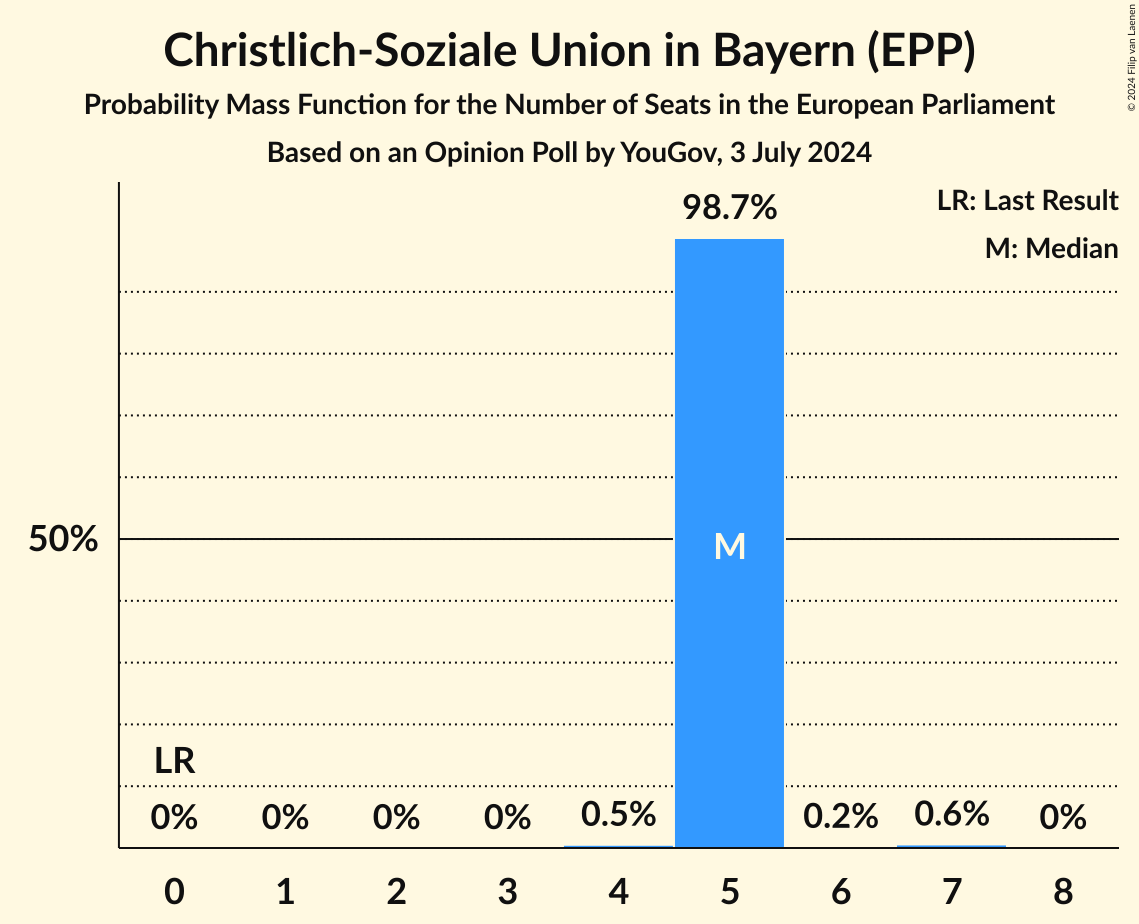 Christlich-Soziale Union in Bayern (EPP)
Probability Mass Function for the Number of Seats in the European Parliament
Based on an Opinion Poll by YouGov, 3 July 2024
© 2024 Filip van Laenen
LR: Last Result
M: Median
98.7%
50%
M
LR
0% 0% 0% 0% 0.5% 0.2% 0.6% 0%
0 1 2 3 4 5 6 7 8